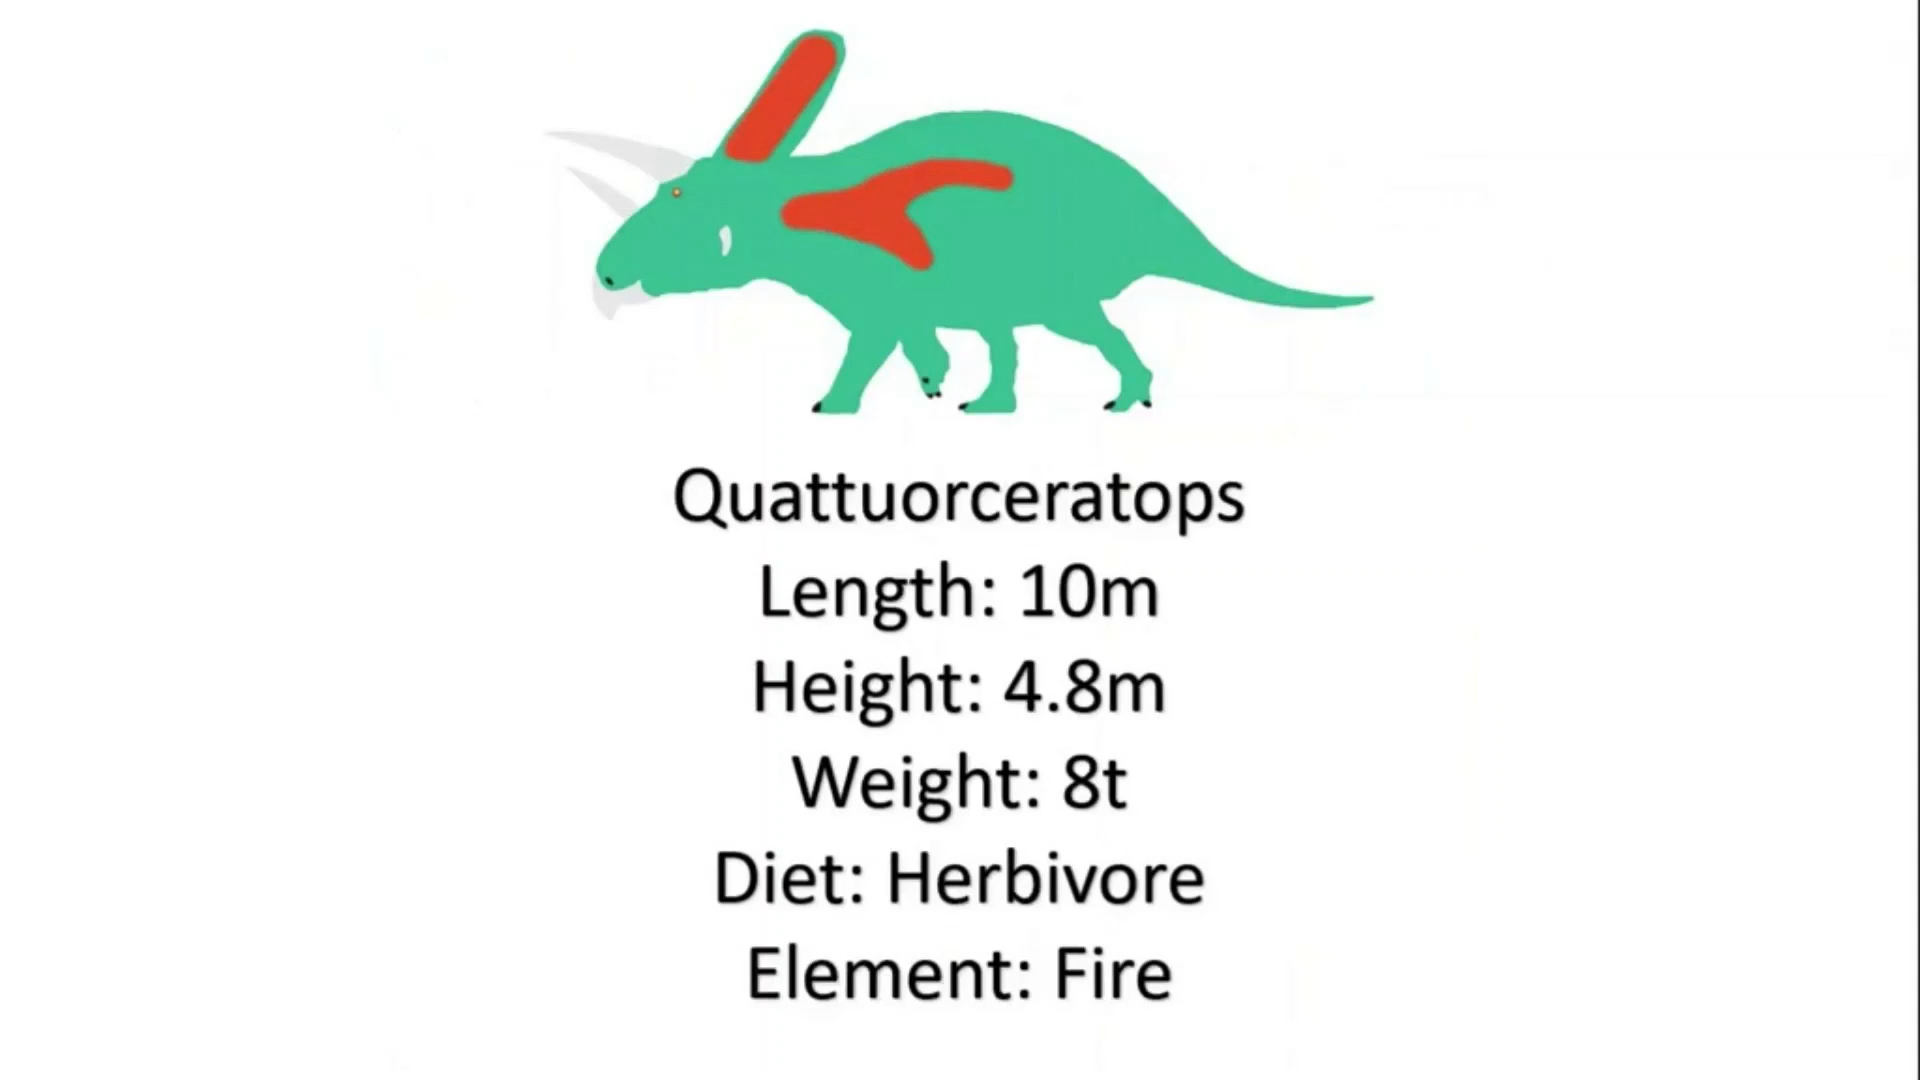 Quattuorceratops
Length: 10m
Height: 4.8m
Weight: 8t
Diet: Herbivore
Element: Fire